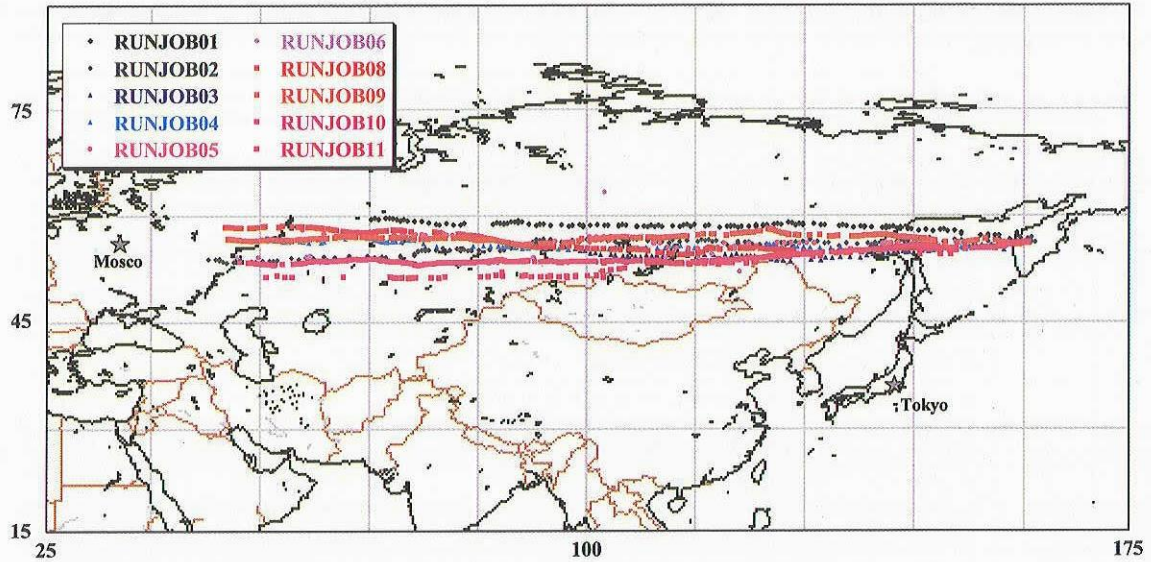 RUNJOB01 RUNJOB06
RUNJOB02 RUNJOB08
RUNJOB03 RUNJOB09
RUNJOB04 RUNJOB10
RUNJOB05 RUNJOB11
75
Mosco
45
Tokyo
15
25 100 175